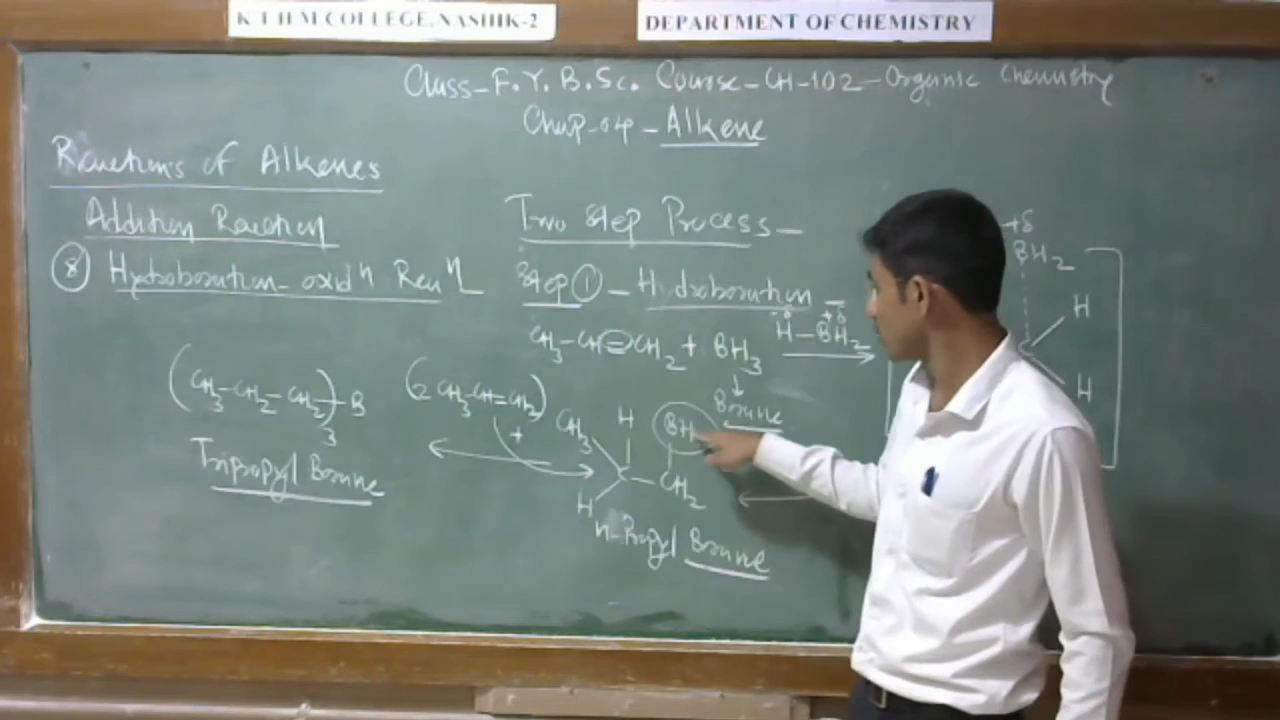 K T H M COLLEGE, NASHIK-2
DEPARTMENT OF CHEMISTRY
Class - F.Y.B.Sc. Course - CH-102 - Organic Chemistry
Chap-04 - Alkene
Reactions of Alkenes
Addition Reaction
⑧ Hydroboration-oxidⁿ Reaⁿ
Two Step Process -
Step ① - Hydroboration -
CH3-CH=CH2 + BH3
-δ +δ
H-BH2
Borane
(CH3-CH2-CH2)3-B
Tripropyl Borane
(2CH3-CH=CH2)
+
CH3 H BH2
C-CH2
H
n-Propyl Borane
+δ
BH2
H
H